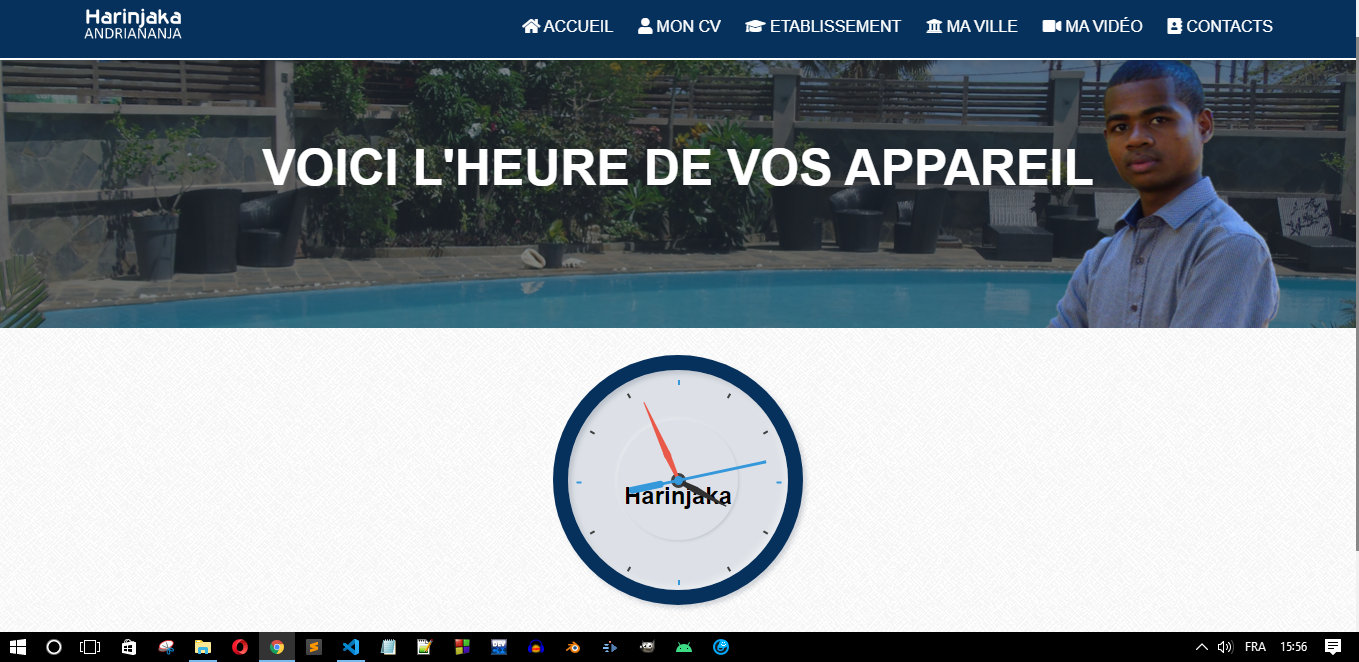 Harinjaka
ANDRIANANJA
ACCUEIL MON CV ETABLISSEMENT MA VILLE MA VIDÉO CONTACTS
VOICI L'HEURE DE VOS APPAREIL
Harinjaka
FRA 15:56